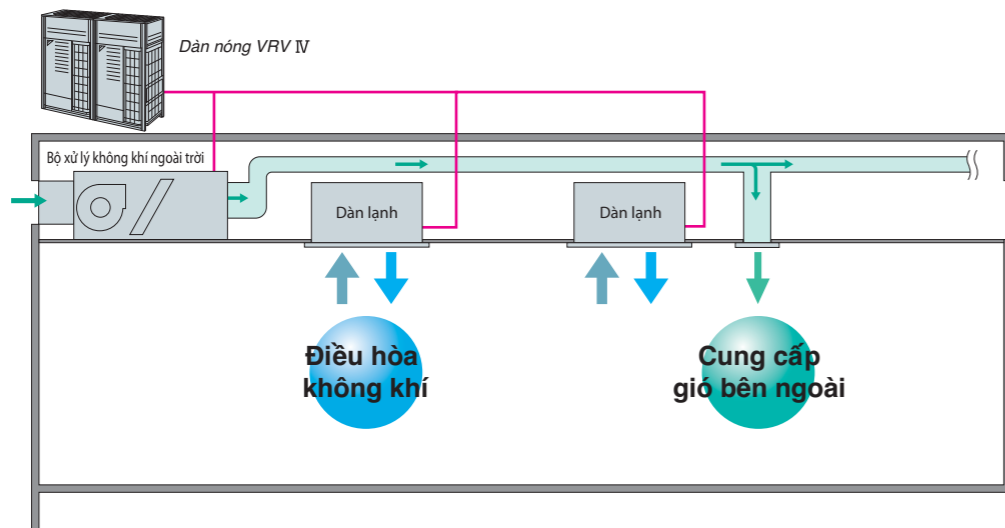 Dàn nóng VRV IV
Bộ xử lý không khí ngoài trời
Dàn lạnh
Dàn lạnh
Điều hòa
không khí
Cung cấp
gió bên ngoài